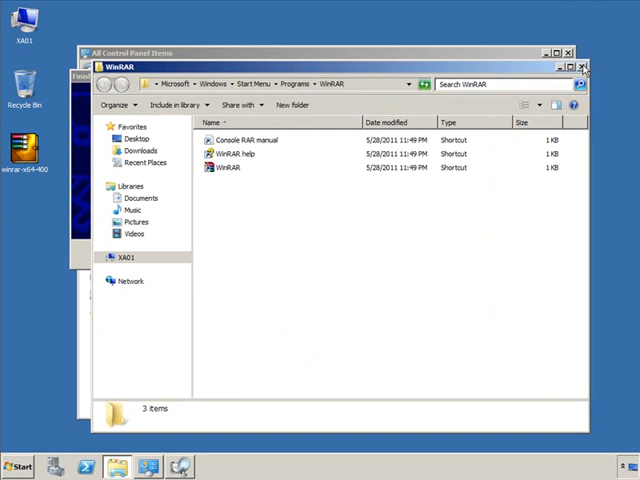 XA01
Recycle Bin
winrar-x64-400
All Control Panel Items
Finish
WinRAR
Microsoft
Windows
Start Menu
Programs
WinRAR
Search WinRAR
Organize
Include in library
Share with
New folder
Favorites
Desktop
Downloads
Recent Places
Libraries
Documents
Music
Pictures
Videos
XA01
Network
Name
Date modified
Type
Size
Console RAR manual
5/28/2011 11:49 PM
Shortcut
1 KB
WinRAR help
5/28/2011 11:49 PM
Shortcut
1 KB
WinRAR
5/28/2011 11:49 PM
Shortcut
1 KB
3 items
Start